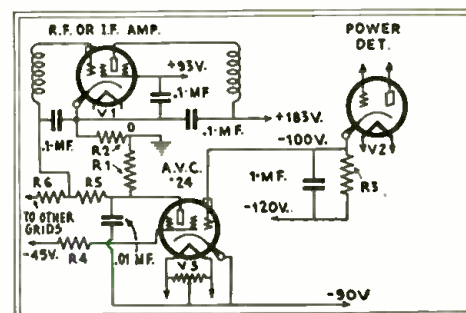 R.F. OR I.F. AMP.
POWER
DET.
+93V.
V1
.1-MF.
+183V.
.1-MF.
.1 MF.
0
R2
R1
-100V.
V2
A.V.C.
'24
1-MF.
R3
R6
R5
-120V.
TO OTHER
GRIDS
-45V.
R4
.01 MF.
V3
-90V